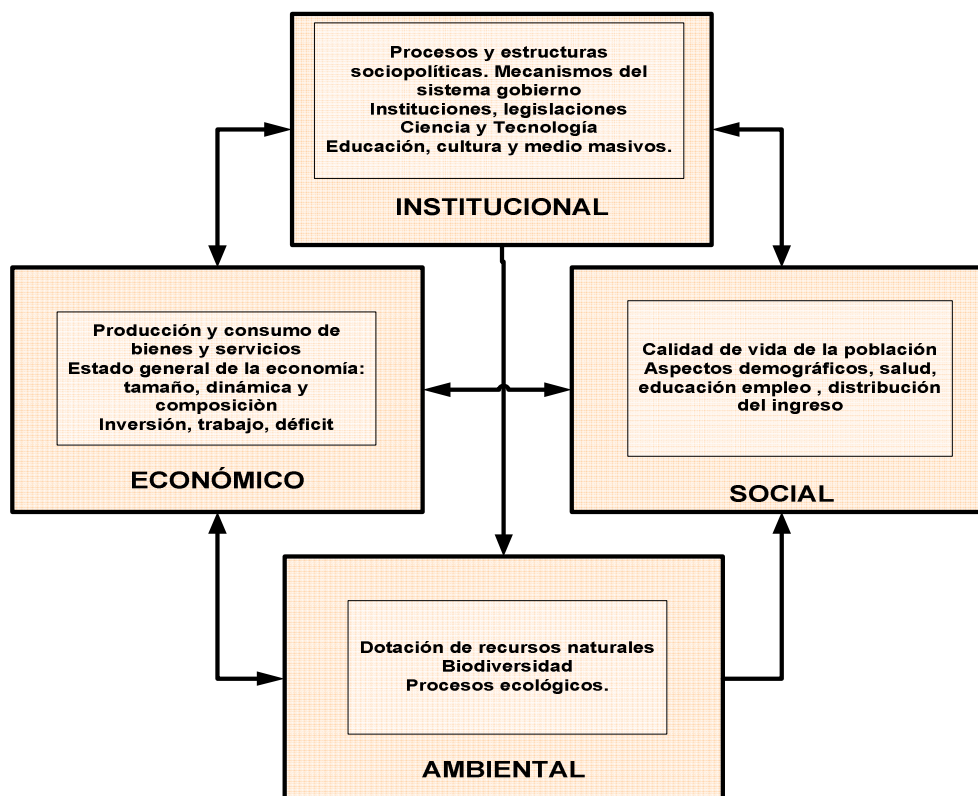 Procesos y estructuras
sociopolíticas. Mecanismos del
sistema gobierno
Instituciones, legislaciones
Ciencia y Tecnología
Educación, cultura y medio masivos.
INSTITUCIONAL
Producción y consumo de
bienes y servicios
Estado general de la economía:
tamaño, dinámica y
composiciòn
Inversión, trabajo, déficit
ECONÓMICO
Calidad de vida de la población
Aspectos demográficos, salud,
educación empleo , distribución
del ingreso
SOCIAL
Dotación de recursos naturales
Biodiversidad
Procesos ecológicos.
AMBIENTAL